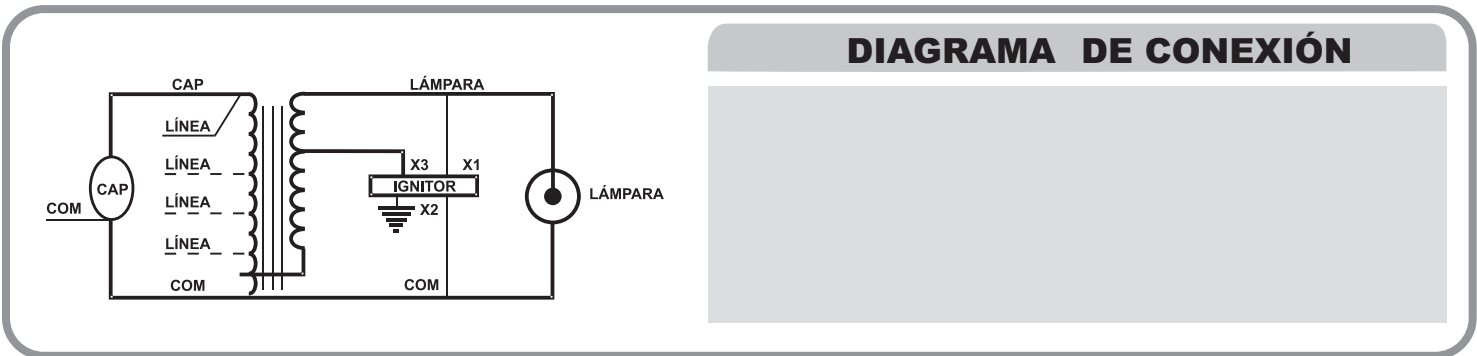 DIAGRAMA DE CONEXIÓN
CAP
LÁMPARA
LÍNEA
LÍNEA
X3 X1
IGNITOR
CAP
LÁMPARA
LÍNEA
COM
X2
LÍNEA
COM
COM